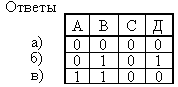 Ответы
А В С Д
а) 0 0 0 0
б) 0 1 0 1
в) 1 1 0 0